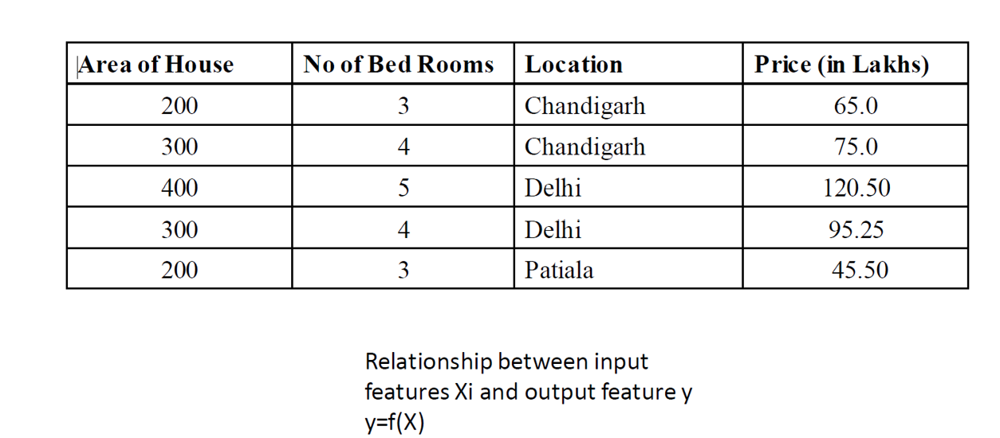 Area of House No of Bed Rooms Location Price (in Lakhs)
200 3 Chandigarh 65.0
300 4 Chandigarh 75.0
400 5 Delhi 120.50
300 4 Delhi 95.25
200 3 Patiala 45.50
Relationship between input
features Xi and output feature y
y=f(X)